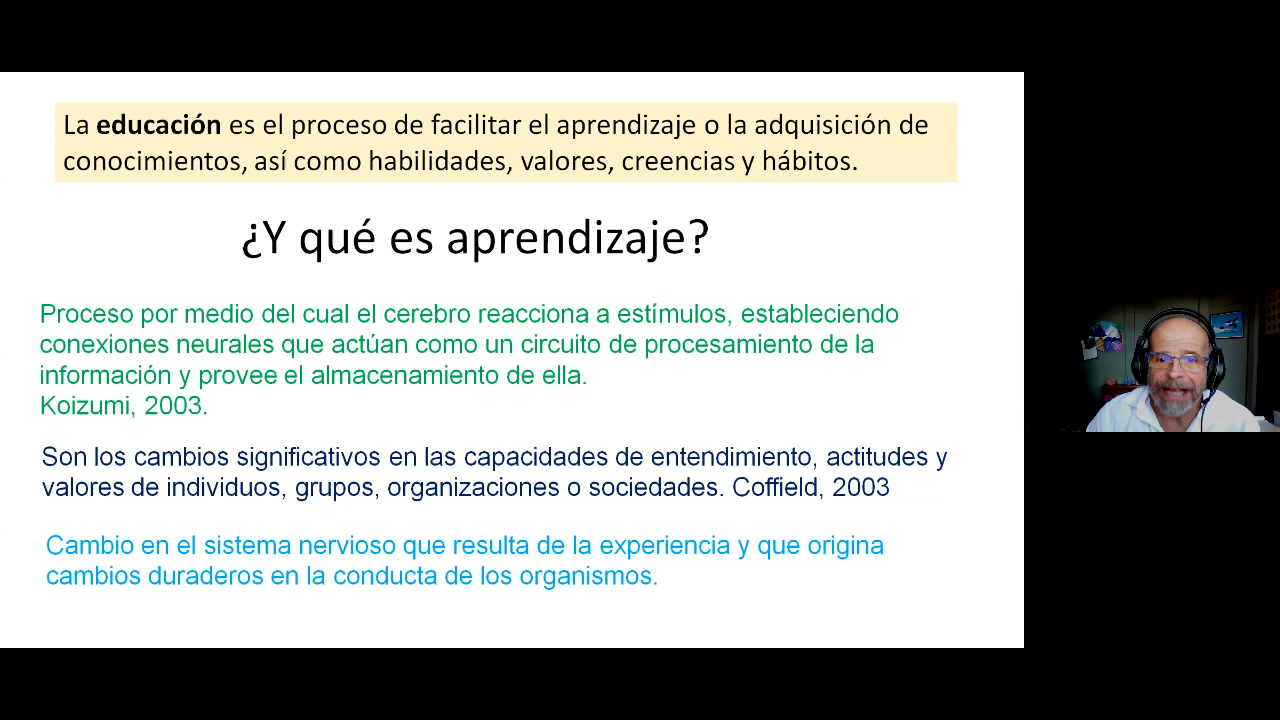 La educación es el proceso de facilitar el aprendizaje o la adquisición de
conocimientos, así como habilidades, valores, creencias y hábitos.
¿Y qué es aprendizaje?
Proceso por medio del cual el cerebro reacciona a estímulos, estableciendo
conexiones neurales que actúan como un circuito de procesamiento de la
información y provee el almacenamiento de ella.
Koizumi, 2003.
Son los cambios significativos en las capacidades de entendimiento, actitudes y
valores de individuos, grupos, organizaciones o sociedades. Coffield, 2003
Cambio en el sistema nervioso que resulta de la experiencia y que origina
cambios duraderos en la conducta de los organismos.